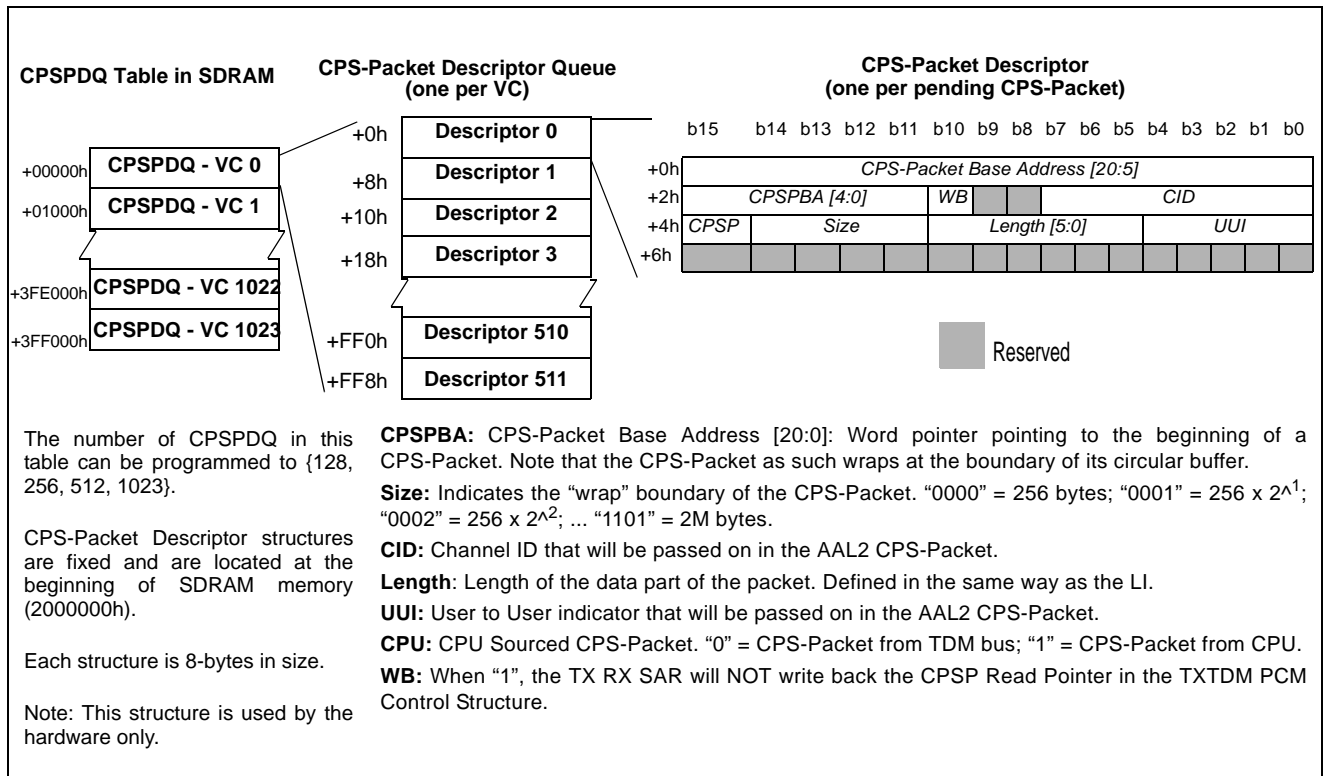 CPSPDQ Table in SDRAM
+00000h CPSPDQ - VC 0
+01000h CPSPDQ - VC 1
+3FE000h CPSPDQ - VC 1022
+3FF000h CPSPDQ - VC 1023
CPS-Packet Descriptor Queue
(one per VC)
+0h Descriptor 0
+8h Descriptor 1
+10h Descriptor 2
+18h Descriptor 3
+FF0h Descriptor 510
+FF8h Descriptor 511
CPS-Packet Descriptor
(one per pending CPS-Packet)
b15 b14 b13 b12 b11 b10 b9 b8 b7 b6 b5 b4 b3 b2 b1 b0
+0h CPS-Packet Base Address [20:5]
+2h CPSPBA [4:0] WB CID
+4h CPSP Size Length [5:0] UUI
+6h
Reserved
The number of CPSPDQ in this
table can be programmed to {128,
256, 512, 1023}.
CPS-Packet Descriptor structures
are fixed and are located at the
beginning of SDRAM memory
(2000000h).
Each structure is 8-bytes in size.
Note: This structure is used by the
hardware only.
CPSPBA: CPS-Packet Base Address [20:0]: Word pointer pointing to the beginning of a
CPS-Packet. Note that the CPS-Packet as such wraps at the boundary of its circular buffer.
Size: Indicates the “wrap” boundary of the CPS-Packet. “0000” = 256 bytes; “0001” = 256 x 2^1;
“0002” = 256 x 2^2; ... “1101” = 2M bytes.
CID: Channel ID that will be passed on in the AAL2 CPS-Packet.
Length: Length of the data part of the packet. Defined in the same way as the LI.
UUI: User to User indicator that will be passed on in the AAL2 CPS-Packet.
CPU: CPU Sourced CPS-Packet. “0” = CPS-Packet from TDM bus; “1” = CPS-Packet from CPU.
WB: When “1”, the TX RX SAR will NOT write back the CPSP Read Pointer in the TXTDM PCM
Control Structure.